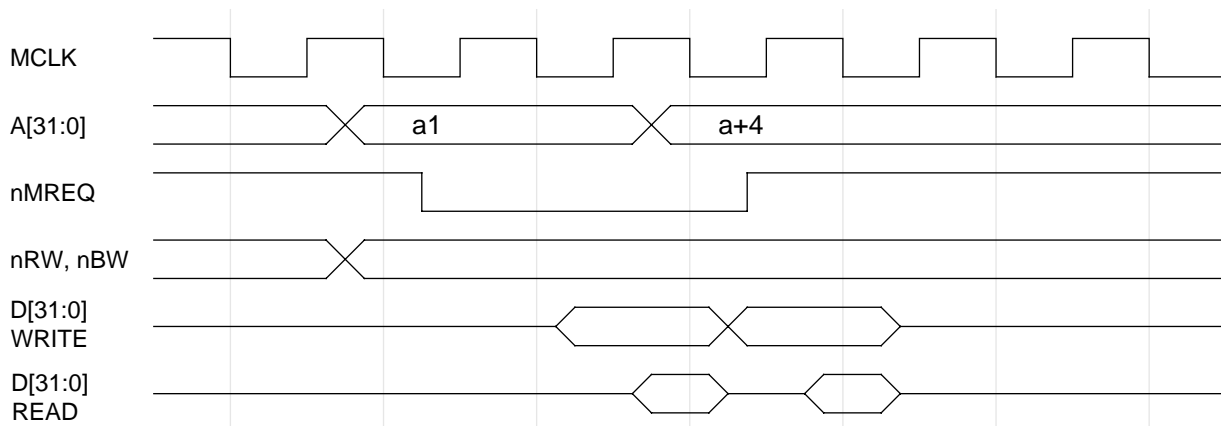 MCLK
A[31:0]
a1
a+4
nMREQ
nRW, nBW
D[31:0]
WRITE
D[31:0]
READ